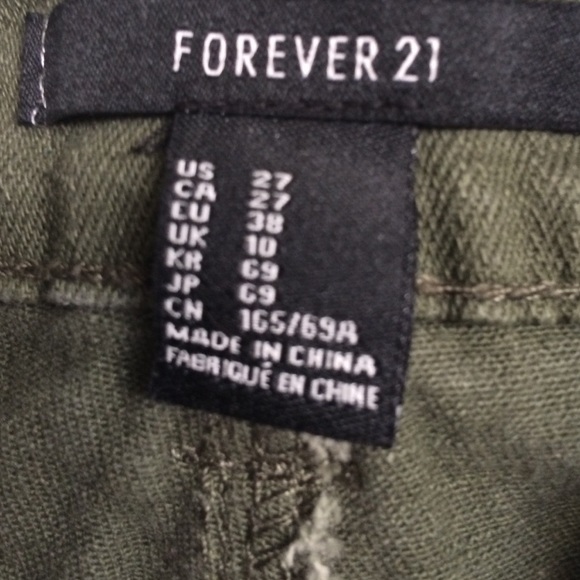 FOREVER 21
US 27
CA 27
EU 38
UK 10
KR 69
JP 69
CN 165/69A
MADE IN CHINA
FABRIQUÉ EN CHINE